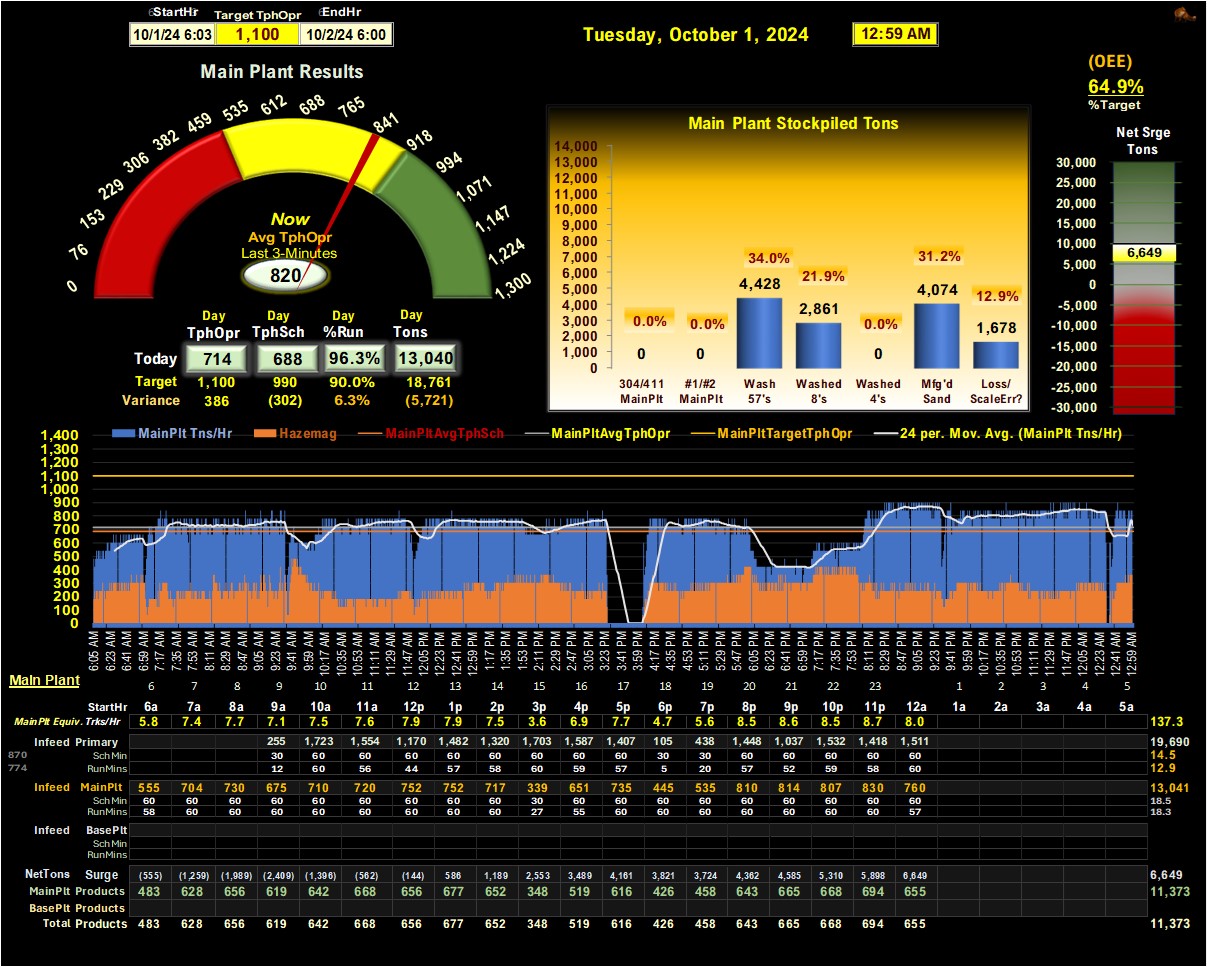 StartHr Target TphOpr EndHr
10/1/24 6:03 1,100 10/2/24 6:00
Tuesday, October 1, 2024 12:59 AM
(OEE)
64.9%
%Target
Main Plant Results
0 76 153 229 306 382 459 535 612 688 765 841 918 994 1,071 1,147 1,224 1,300
Now
Avg TphOpr
Last 3-Minutes
820
Day Day Day Day
TphOpr TphSch %Run Tons
Today 714 688 96.3% 13,040
Target 1,100 990 90.0% 18,761
Variance 386 (302) 6.3% (5,721)
Main Plant Stockpiled Tons
14,000
13,000
12,000
11,000
10,000
9,000
8,000
7,000
6,000
5,000
4,000
3,000
2,000
1,000
0
0.0% 0.0% 34.0% 21.9% 0.0% 31.2% 12.9%
0 0 4,428 2,861 0 4,074 1,678
304/411 #1/#2 Wash Washed Washed Mfg'd Loss/
MainPlt MainPlt 57's 8's 4's Sand ScaleErr?
Net Srge
Tons
30,000
25,000
20,000
15,000
10,000
6,649
5,000
0
-5,000
-10,000
-15,000
-20,000
-25,000
-30,000
MainPlt Tns/Hr Hazemag MainPltAvgTphSch MainPltAvgTphOpr MainPltTargetTphOpr 24 per. Mov. Avg. (MainPlt Tns/Hr)
1,400
1,300
1,200
1,100
1,000
900
800
700
600
500
400
300
200
100
0
6:05 AM 6:23 AM 6:41 AM 6:59 AM 7:17 AM 7:35 AM 7:53 AM 8:11 AM 8:29 AM 8:47 AM 9:05 AM 9:23 AM 9:41 AM 9:59 AM 10:17 AM 10:35 AM 10:53 AM 11:11 AM 11:29 AM 11:47 AM 12:05 PM 12:23 PM 12:41 PM 12:59 PM 1:17 PM 1:35 PM 1:53 PM 2:11 PM 2:29 PM 2:47 PM 3:05 PM 3:23 PM 3:41 PM 3:59 PM 4:17 PM 4:35 PM 4:53 PM 5:11 PM 5:29 PM 5:47 PM 6:05 PM 6:23 PM 6:41 PM 6:59 PM 7:17 PM 7:35 PM 7:53 PM 8:11 PM 8:29 PM 8:47 PM 9:05 PM 9:23 PM 9:41 PM 9:59 PM 10:17 PM 10:35 PM 10:53 PM 11:11 PM 11:29 PM 11:47 PM 12:05 AM 12:23 AM 12:41 AM 12:59 AM
Main Plant
6 7 8 9 10 11 12 13 14 15 16 17 18 19 20 21 22 23 1 2 3 4 5
StartHr 6a 7a 8a 9a 10a 11a 12p 1p 2p 3p 4p 5p 6p 7p 8p 9p 10p 11p 12a 1a 2a 3a 4a 5a
MainPlt Equiv. Trks/Hr 5.8 7.4 7.7 7.1 7.5 7.6 7.9 7.9 7.5 3.6 6.9 7.7 4.7 5.6 8.5 8.6 8.5 8.7 8.0 137.3
Infeed Primary 255 1,723 1,554 1,170 1,482 1,320 1,703 1,587 1,407 105 438 1,448 1,037 1,532 1,418 1,511 19,690
870 Sch Min 30 60 60 60 60 60 60 60 60 30 30 60 60 60 60 60 14.5
774 RunMins 12 60 56 44 57 58 60 59 57 5 20 57 52 59 58 60 12.9
Infeed MainPlt 555 704 730 675 710 720 752 752 717 339 651 735 445 535 810 814 807 830 760 13,041
Sch Min 60 60 60 60 60 60 60 60 60 30 60 60 60 60 60 60 60 60 60 18.5
RunMins 58 60 60 60 60 60 60 60 60 27 55 60 60 60 60 60 60 60 57 18.3
Infeed BasePlt
Sch Min
RunMins
NetTons Surge (555) (1,259) (1,989) (2,409) (1,396) (562) (144) 586 1,189 2,553 3,489 4,161 3,821 3,724 4,362 4,585 5,310 5,898 6,649 6,649
MainPlt Products 483 628 656 619 642 668 656 677 652 348 519 616 426 458 643 665 668 694 655 11,373
BasePlt Products
Total Products 483 628 656 619 642 668 656 677 652 348 519 616 426 458 643 665 668 694 655 11,373